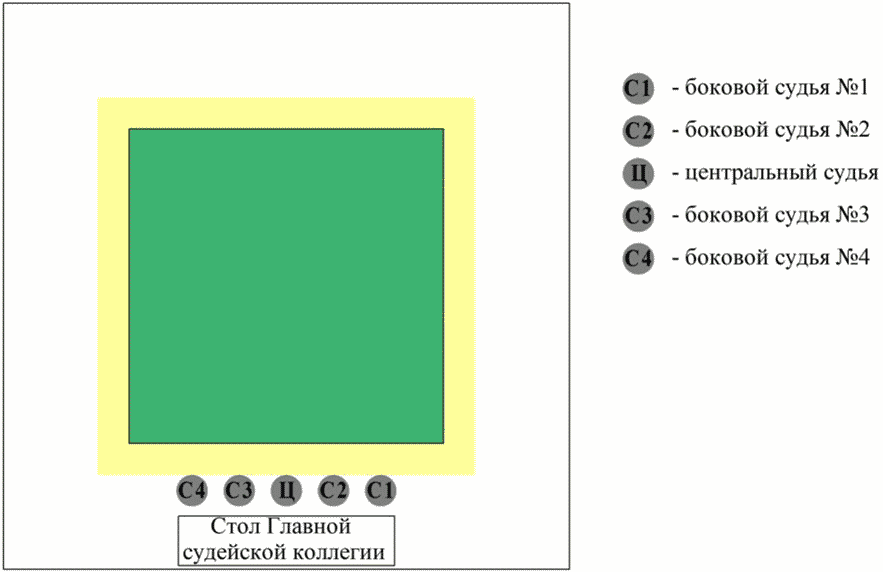 С1 - боковой судья №1
С2 - боковой судья №2
Ц - центральный судья
С3 - боковой судья №3
С4 - боковой судья №4
С4 С3 Ц С2 С1
Стол Главной
судейской коллегии